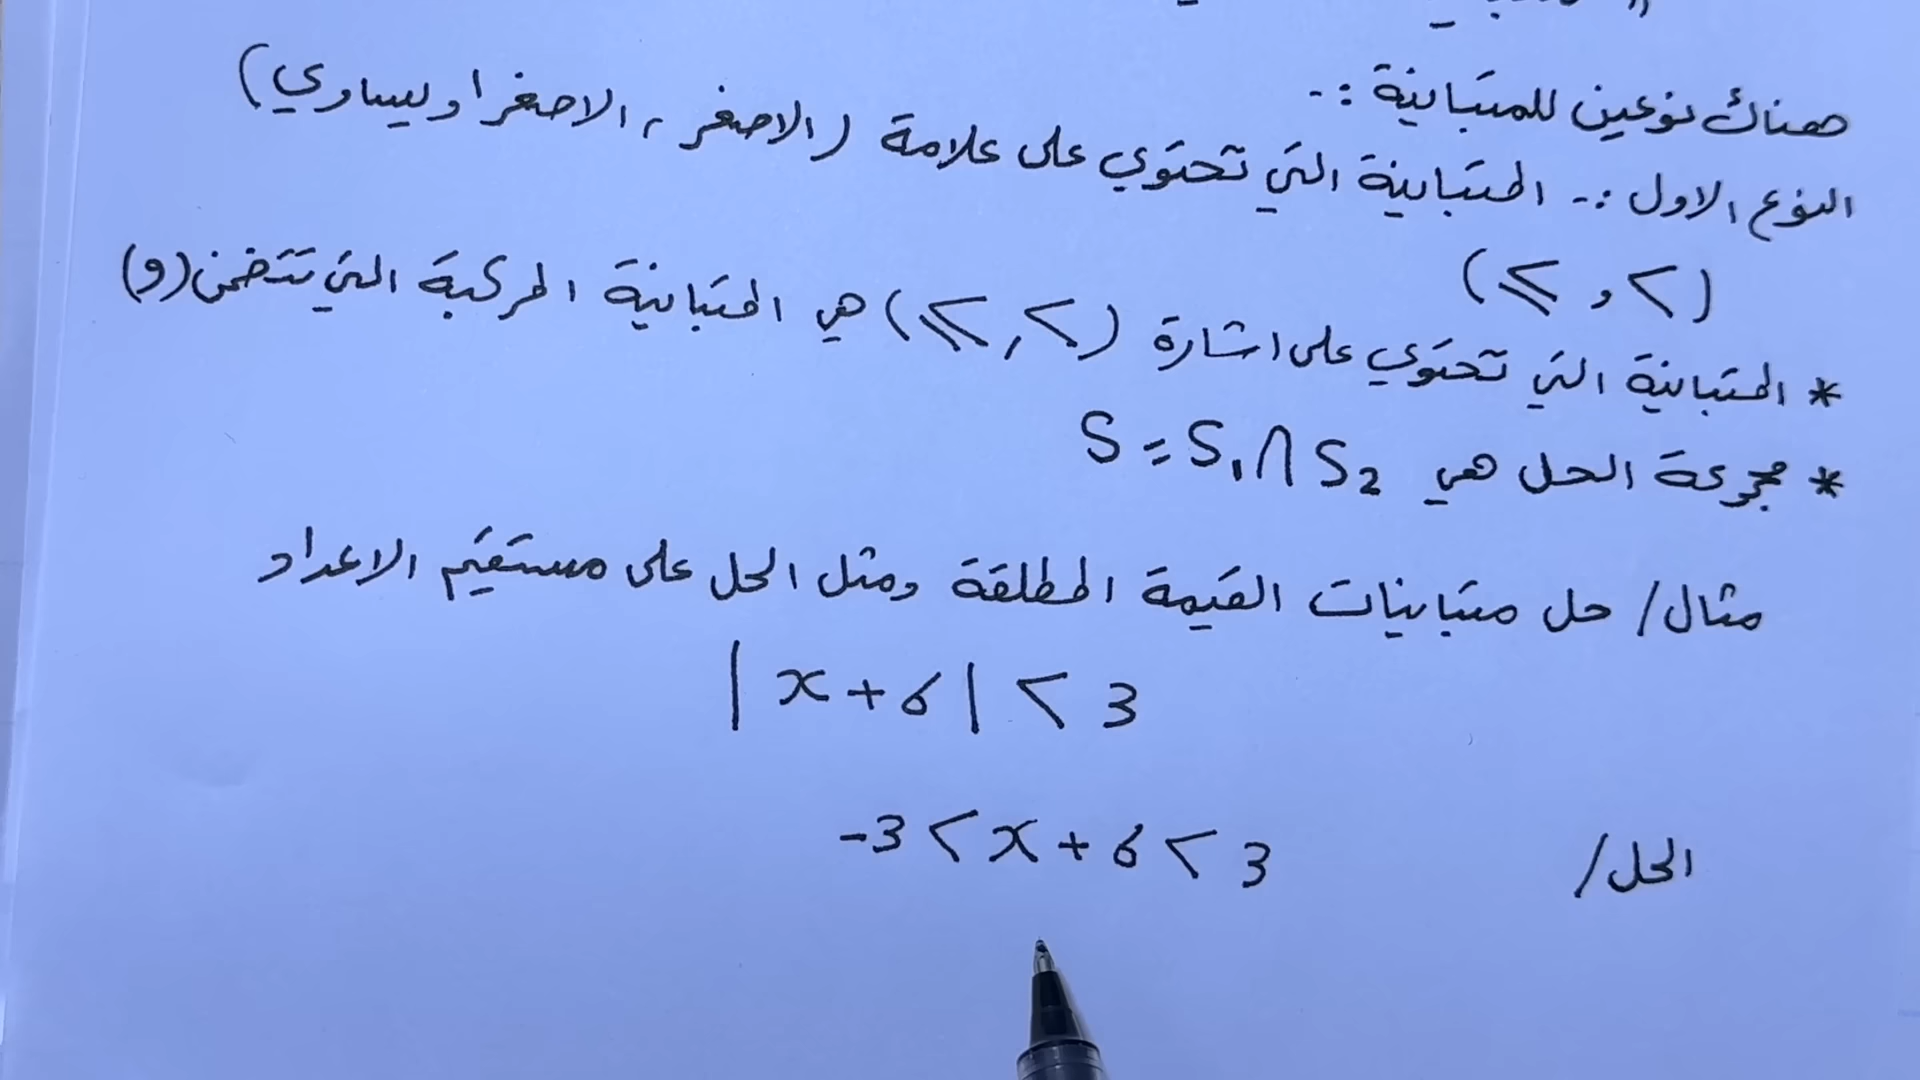 هناك نوعين للمتباينة :-
النوع الاول :- المتباينة التي تحتوي على علامة (الاصغر ، الاصغر او يساوي)
(< , ≤)
* المتباينة التي تحتوي على اشارة (< , ≤) هي المتباينة المركبة التي تتضمن (و)
* مجموعة الحل هي S = S₁ ∩ S₂
مثال / حل متباينات القيمة المطلقة ومثل الحل على مستقيم الاعداد
|x + 6| < 3
الحل / -3 < x + 6 < 3